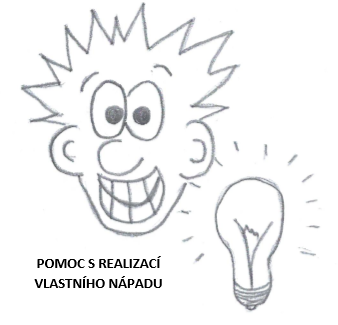 POMOC S REALIZACÍ
VLASTNÍHO NÁPADU